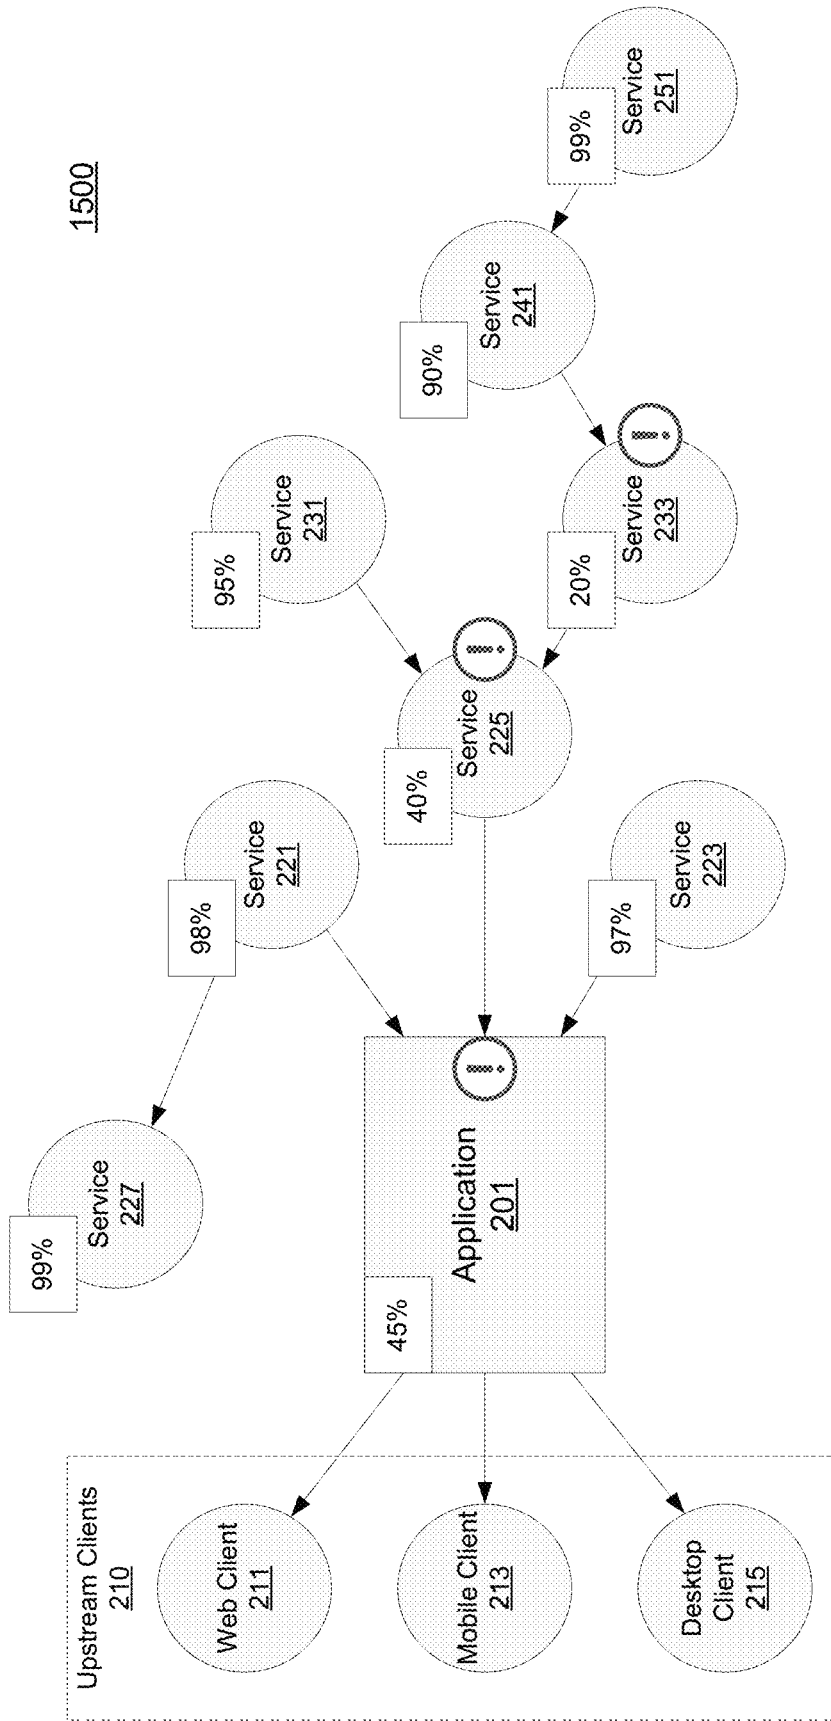 1500
Upstream Clients
210
Web Client
211
Mobile Client
213
Desktop
Client
215
45%
Application
201
i
99%
Service
227
98%
Service
221
40%
Service
225
i
97%
Service
223
95%
Service
231
20%
Service
233
i
90%
Service
241
99%
Service
251